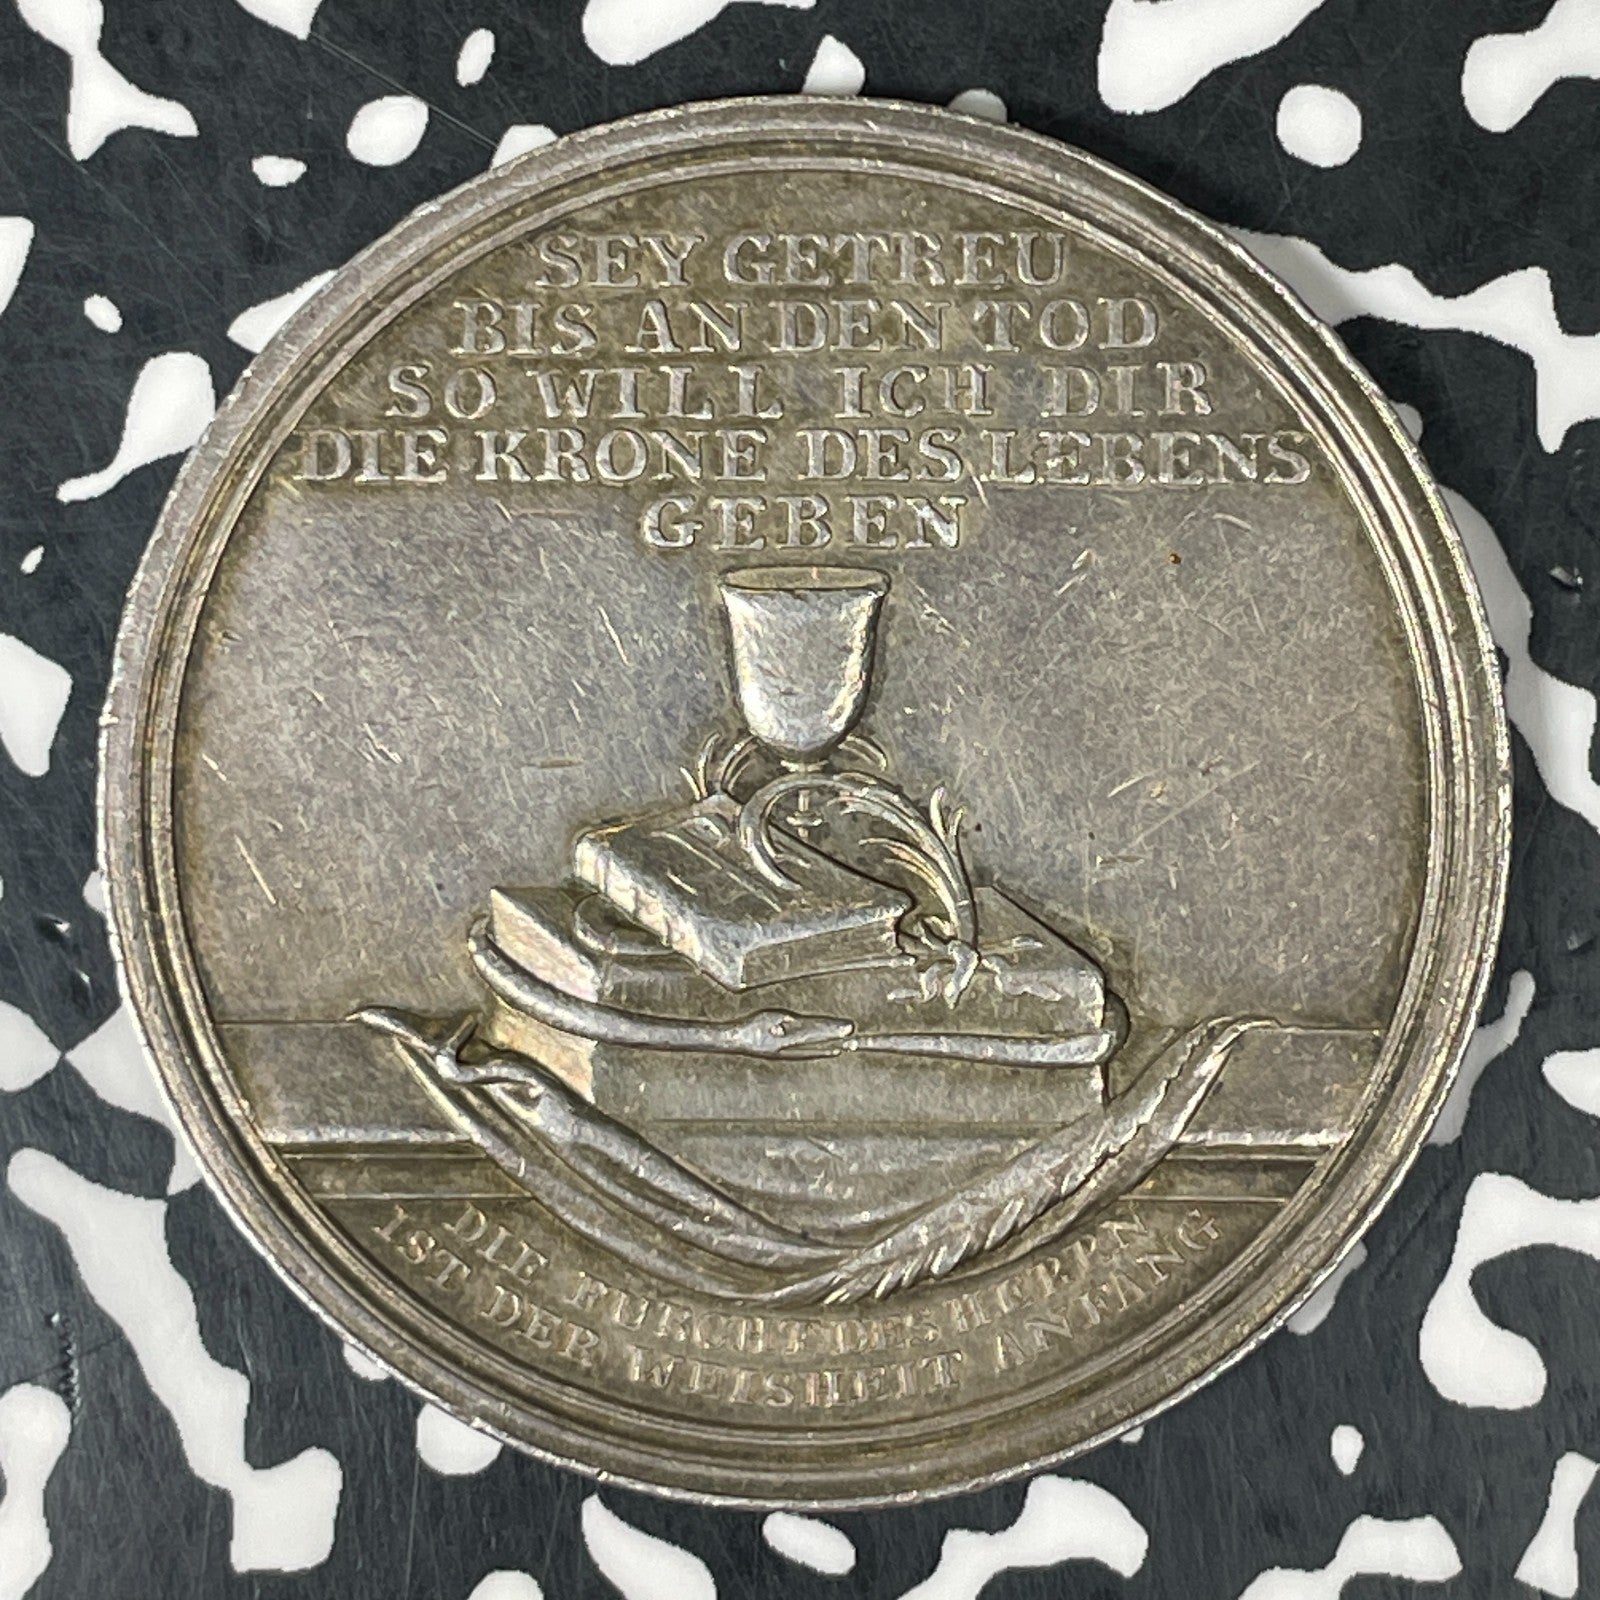 SEY GETREU
BIS AN DEN TOD
SO WILL ICH DIR
DIE KRONE DES LEBENS
GEBEN
DIE FURCHT DES HERRN
IST DER WEISHEIT ANFANG